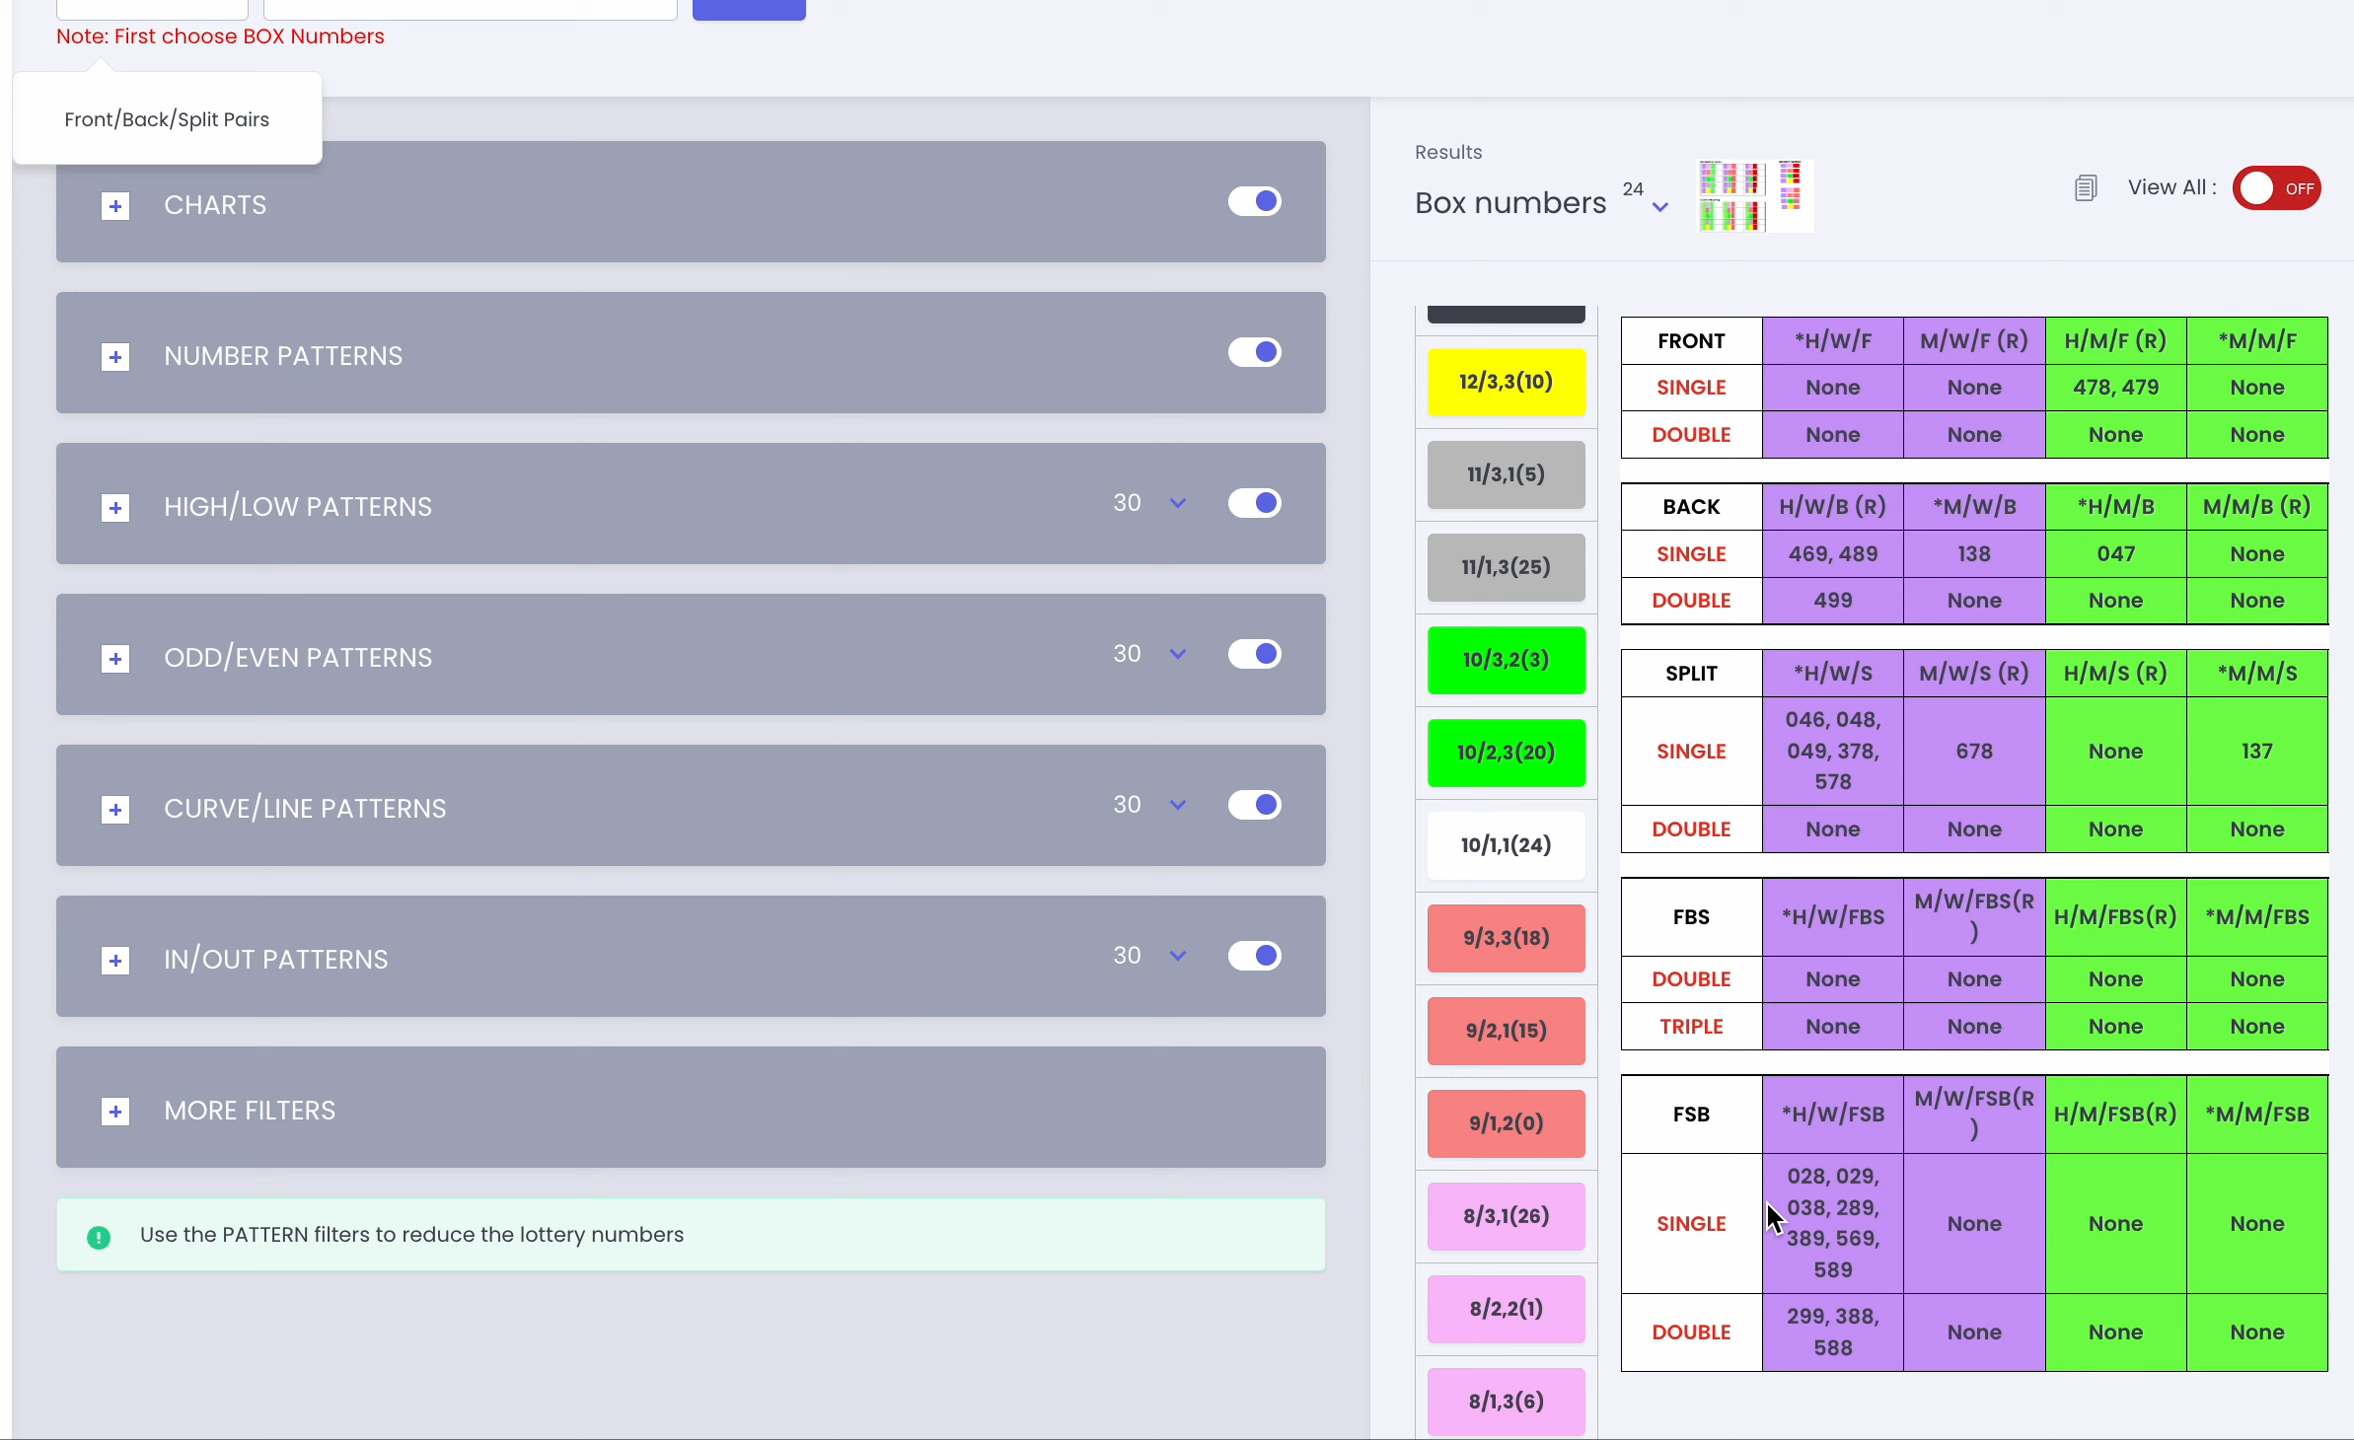 Note: First choose BOX Numbers
Front/Back/Split Pairs
CHARTS
NUMBER PATTERNS
HIGH/LOW PATTERNS 30
ODD/EVEN PATTERNS 30
CURVE/LINE PATTERNS 30
IN/OUT PATTERNS 30
MORE FILTERS
Use the PATTERN filters to reduce the lottery numbers
Results
Box numbers 24
View All : OFF
12/3,3(10)
11/3,1(5)
11/1,3(25)
10/3,2(3)
10/2,3(20)
10/1,1(24)
9/3,3(18)
9/2,1(15)
9/1,2(0)
8/3,1(26)
8/2,2(1)
8/1,3(6)
FRONT *H/W/F M/W/F (R) H/M/F (R) *M/M/F
SINGLE None None 478, 479 None
DOUBLE None None None None
BACK H/W/B (R) *M/W/B *H/M/B M/M/B (R)
SINGLE 469, 489 138 047 None
DOUBLE 499 None None None
SPLIT *H/W/S M/W/S (R) H/M/S (R) *M/M/S
SINGLE 046, 048,
049, 378,
578 678 None 137
DOUBLE None None None None
FBS *H/W/FBS M/W/FBS(R
) H/M/FBS(R) *M/M/FBS
DOUBLE None None None None
TRIPLE None None None None
FSB *H/W/FSB M/W/FSB(R
) H/M/FSB(R) *M/M/FSB
SINGLE 028, 029,
038, 289,
389, 569,
589 None None None
DOUBLE 299, 388,
588 None None None